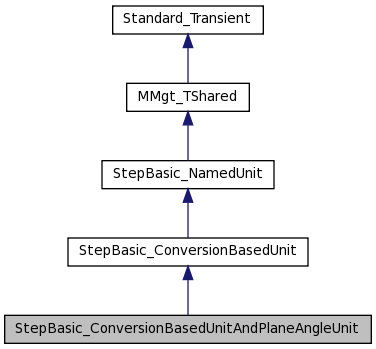 Standard_Transient
MMgt_TShared
StepBasic_NamedUnit
StepBasic_ConversionBasedUnit
StepBasic_ConversionBasedUnitAndPlaneAngleUnit